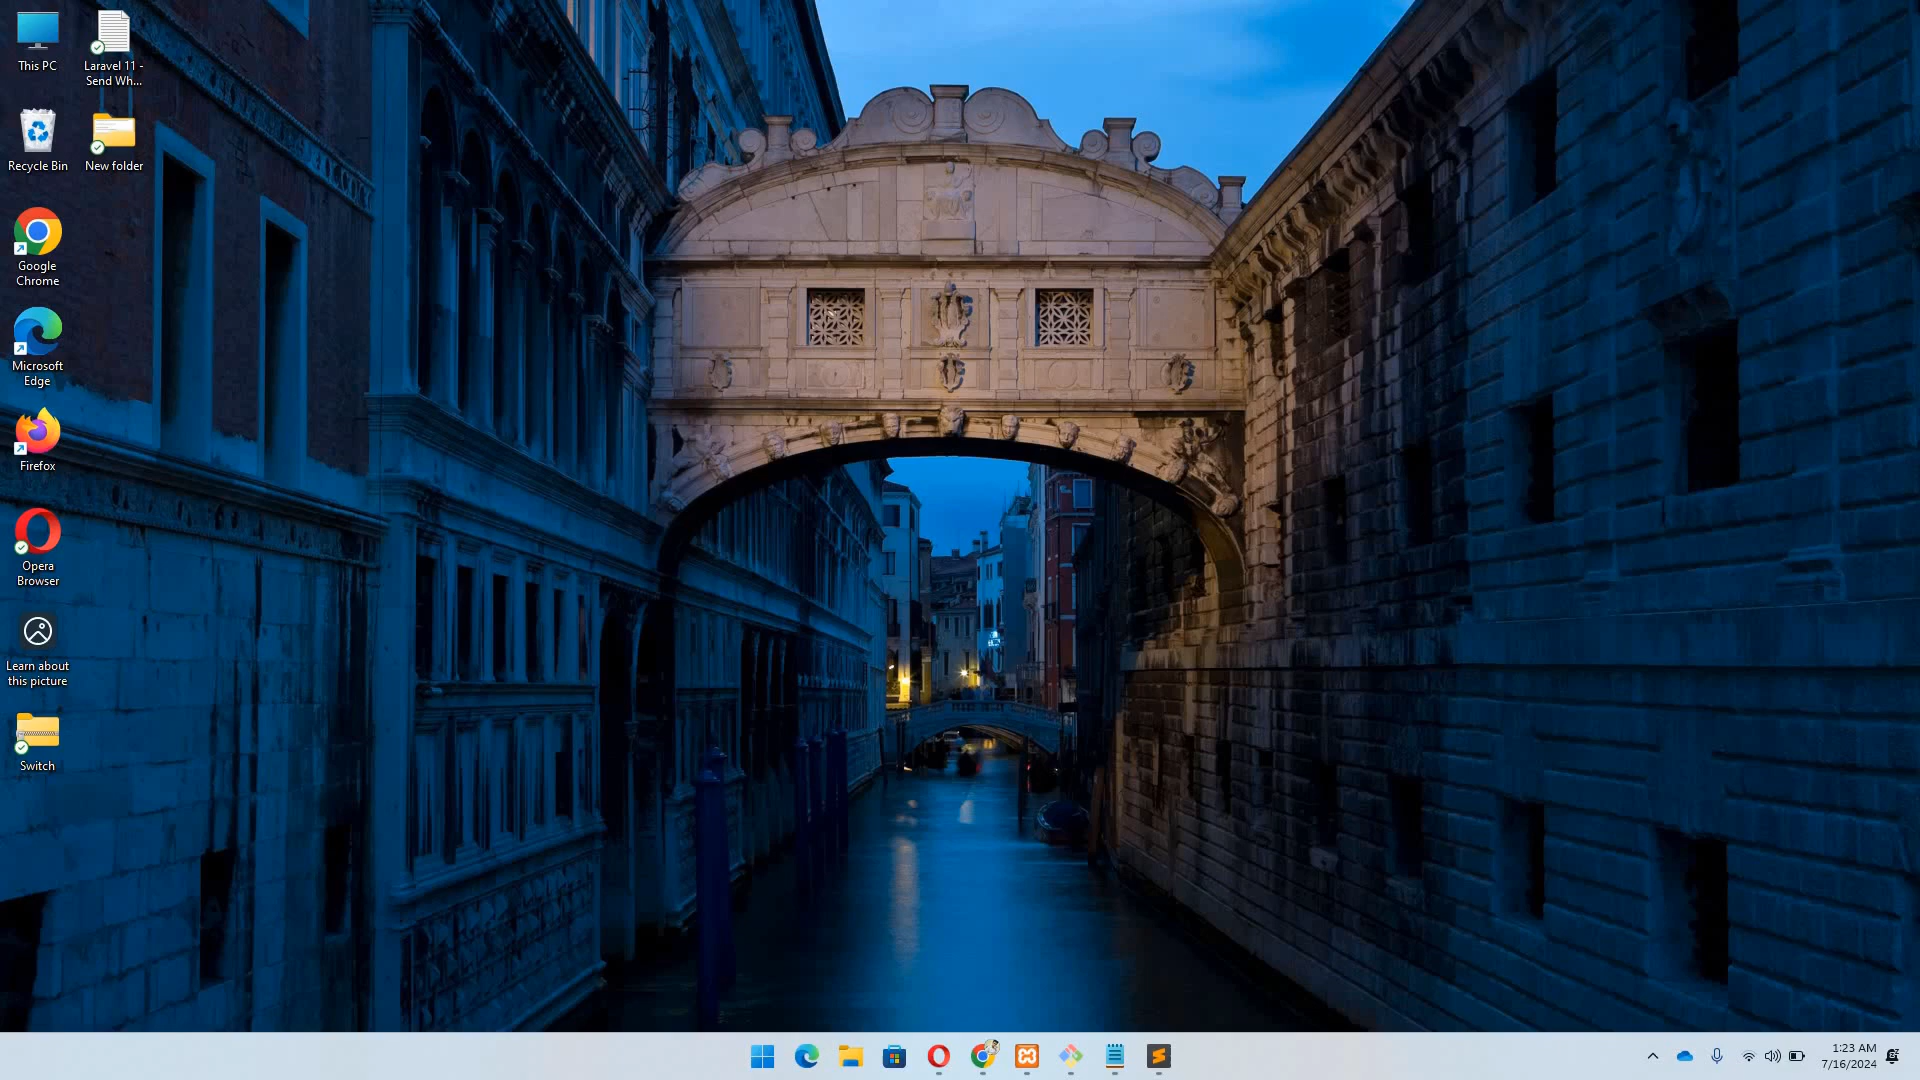 This PC
Laravel 11 -
Send Wh...
Recycle Bin
New folder
Google
Chrome
Microsoft
Edge
Firefox
Opera
Browser
Learn about
this picture
Switch
1:23 AM
7/16/2024